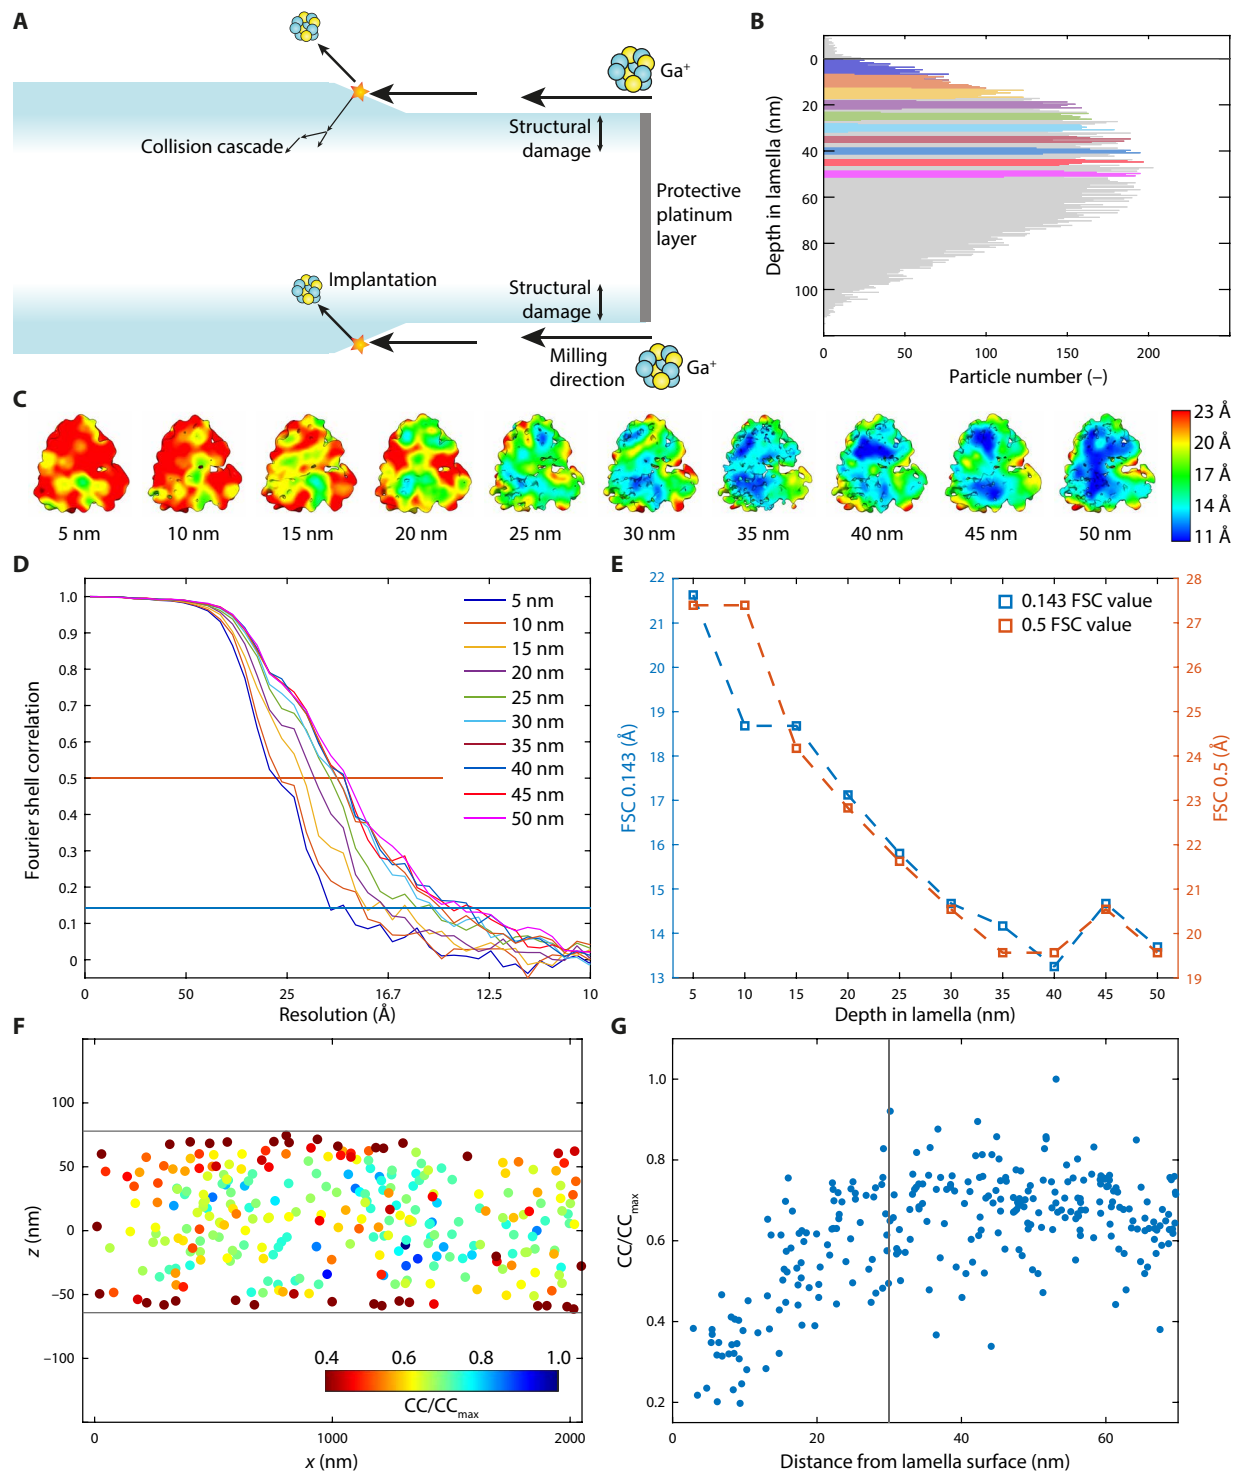 A
Ga⁺
Collision cascade
Structural
damage
Protective
platinum
layer
Implantation
Structural
damage
Milling
direction
Ga⁺
B
Depth in lamella (nm)
0
20
40
60
80
100
0
50
100
150
200
Particle number (–)
C
5 nm
10 nm
15 nm
20 nm
25 nm
30 nm
35 nm
40 nm
45 nm
50 nm
23 Å
20 Å
17 Å
14 Å
11 Å
D
Fourier shell correlation
1.0
0.9
0.8
0.7
0.6
0.5
0.4
0.3
0.2
0.1
0
5 nm
10 nm
15 nm
20 nm
25 nm
30 nm
35 nm
40 nm
45 nm
50 nm
0
50
25
16.7
12.5
10
Resolution (Å)
E
FSC 0.143 (Å)
22
21
20
19
18
17
16
15
14
13
0.143 FSC value
0.5 FSC value
28
27
26
25
24
23
22
21
20
19
FSC 0.5 (Å)
5
10
15
20
25
30
35
40
45
50
Depth in lamella (nm)
F
z (nm)
100
50
0
–50
–100
0.4
0.6
0.8
1.0
CC/CCmax
0
1000
2000
x (nm)
G
CC/CCmax
1.0
0.8
0.6
0.4
0.2
0
20
40
60
Distance from lamella surface (nm)